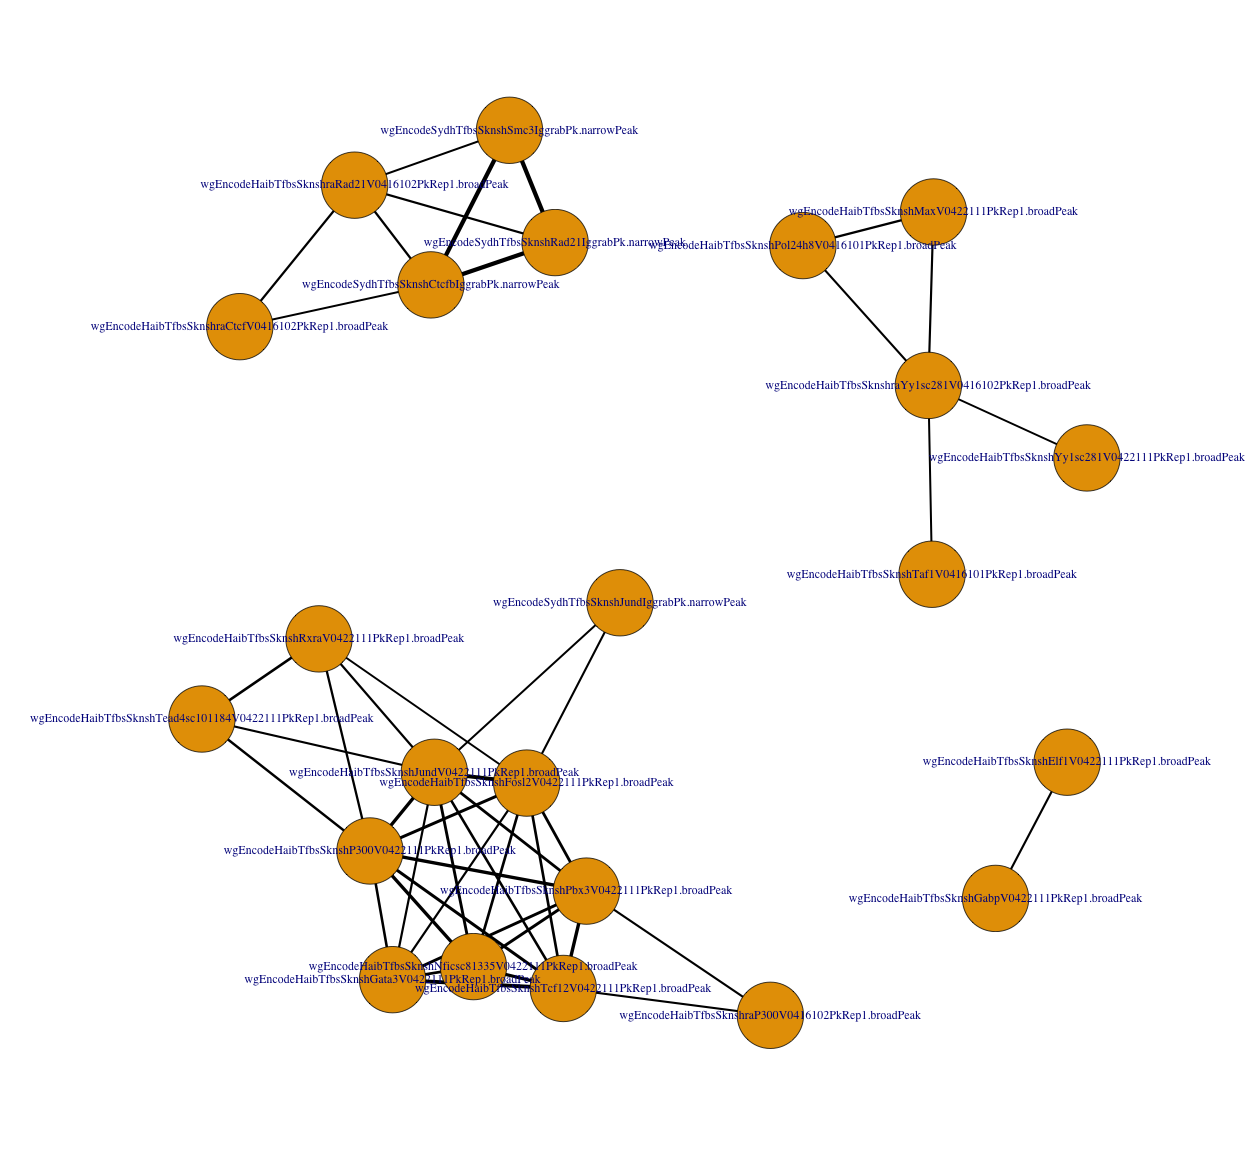 wgEncodeSydhTfbsSknshSmc3IggrabPk.narrowPeak
wgEncodeHaibTfbsSknshraRad21V0416102PkRep1.broadPeak
wgEncodeHaibTfbsSknshMaxV0422111PkRep1.broadPeak
wgEncodeSydhTfbsSknshRad21IggrabPk.narrowPeak
wgEncodeHaibTfbsSknshPol24h8V0416101PkRep1.broadPeak
wgEncodeSydhTfbsSknshCtcfbIggrabPk.narrowPeak
wgEncodeHaibTfbsSknshraCtcfV0416102PkRep1.broadPeak
wgEncodeHaibTfbsSknshraYy1sc281V0416102PkRep1.broadPeak
wgEncodeHaibTfbsSknshYy1sc281V0422111PkRep1.broadPeak
wgEncodeHaibTfbsSknshTaf1V0416101PkRep1.broadPeak
wgEncodeSydhTfbsSknshJundIggrabPk.narrowPeak
wgEncodeHaibTfbsSknshRxraV0422111PkRep1.broadPeak
wgEncodeHaibTfbsSknshTead4sc101184V0422111PkRep1.broadPeak
wgEncodeHaibTfbsSknshElf1V0422111PkRep1.broadPeak
wgEncodeHaibTfbsSknshJundV0422111PkRep1.broadPeak
wgEncodeHaibTfbsSknshFosl2V0422111PkRep1.broadPeak
wgEncodeHaibTfbsSknshP300V0422111PkRep1.broadPeak
wgEncodeHaibTfbsSknshPbx3V0422111PkRep1.broadPeak
wgEncodeHaibTfbsSknshGabpV0422111PkRep1.broadPeak
wgEncodeHaibTfbsSknshNficsc81335V0422111PkRep1.broadPeak
wgEncodeHaibTfbsSknshGata3V0422111PkRep1.broadPeak
wgEncodeHaibTfbsSknshTcf12V0422111PkRep1.broadPeak
wgEncodeHaibTfbsSknshraP300V0416102PkRep1.broadPeak